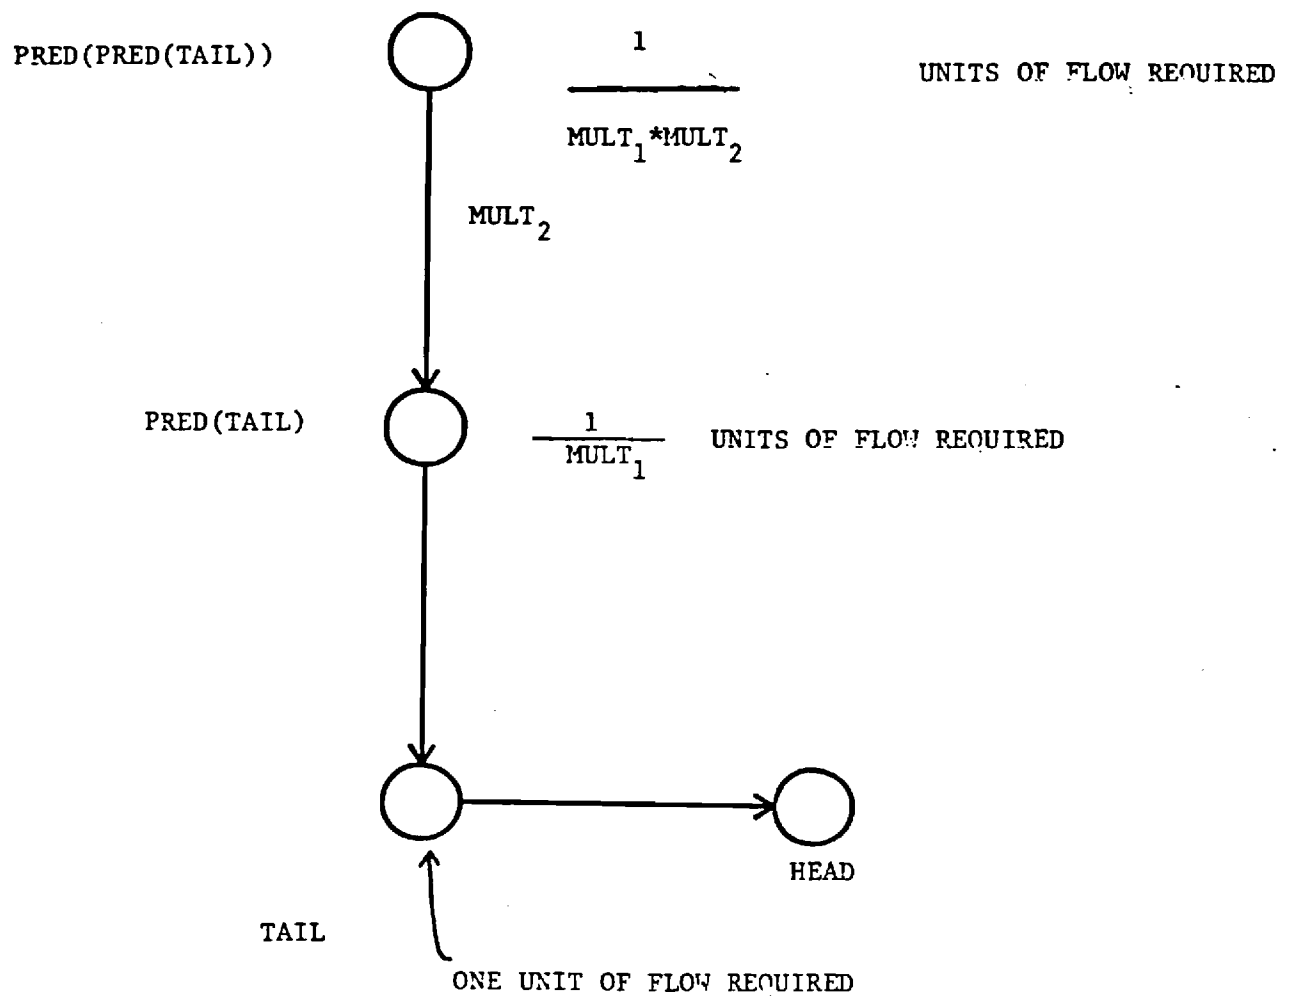 1
PRED(PRED(TAIL))
UNITS OF FLOW REQUIRED
MULT₁*MULT₂
MULT₂
PRED(TAIL)
1
UNITS OF FLOW REQUIRED
MULT₁
HEAD
TAIL
ONE UNIT OF FLOW REQUIRED